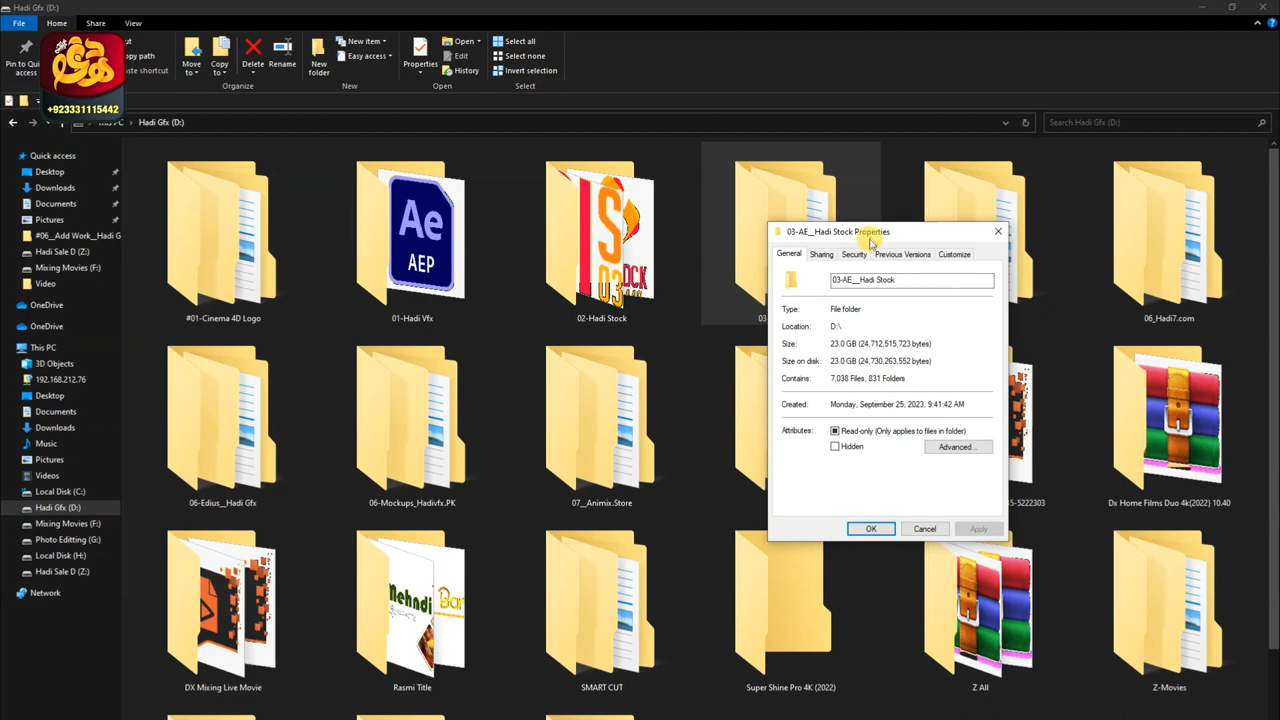 Hadi Gfx (D:)
File
Home
Share
View
Pin to Quick access
Move to
Copy to
Delete
Rename
Organize
New folder
New item
Easy access
New
Properties
Open
Edit
History
Open
Select all
Select none
Invert selection
Select
ہادی
+923331115442
This PC
Hadi Gfx (D:)
Search Hadi Gfx (D:)
Quick access
Desktop
Downloads
Documents
Pictures
#06__Add Work__Hadi G
Hadi Sale D (Z:)
Mixing Movies (F:)
Video
OneDrive
OneDrive
This PC
3D Objects
192.168.212.76
Desktop
Documents
Downloads
Music
Pictures
Videos
Local Disk (C:)
Hadi Gfx (D:)
Mixing Movies (F:)
Photo Editting (G:)
Local Disk (H:)
Hadi Sale D (Z:)
Network
Ae
AEP
#01-Cinema 4D Logo
01-Hadi Vfx
02-Hadi Stock
06_Hadi7.com
03-AE__Hadi Stock Properties
General
Sharing
Security
Previous Versions
Customize
03-AE__Hadi Stock
Type: File folder
Location: D:\
Size: 23.0 GB (24,712,515,723 bytes)
Size on disk: 23.0 GB (24,730,263,552 bytes)
Contains: 7,038 Files, 831 Folders
Created: Monday, September 25, 2023, 9:41:42 AM
Attributes: Read-only (Only applies to files in folder)
Hidden
Advanced...
OK
Cancel
Apply
06-Edius__Hadi Gfx
06-Mockups_Hadivfx.PK
07__Animix.Store
Dx Home Films Duo 4k(2022) 10.40
Mehndi
DX Mixing Live Movie
Rasmi Title
SMART CUT
Super Shine Pro 4K (2022)
Z All
Z-Movies